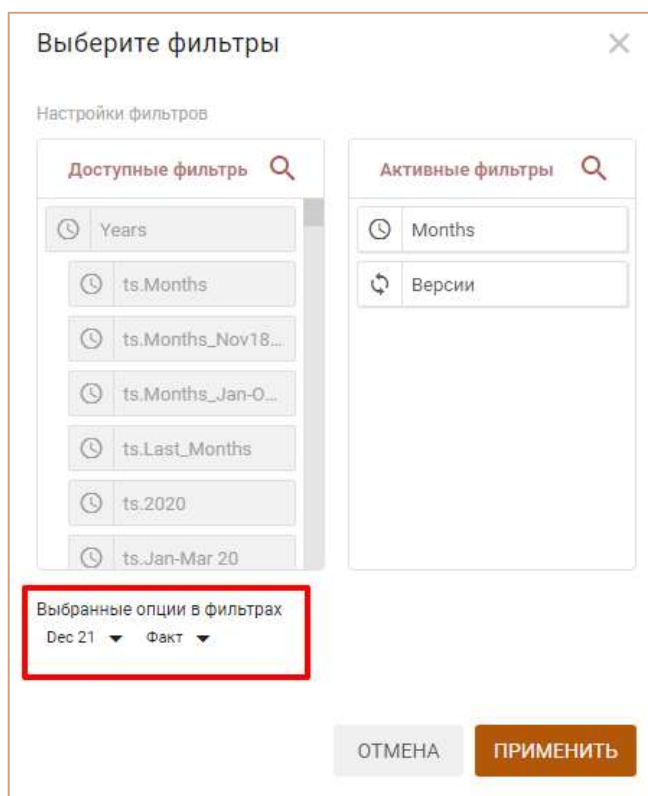 Выберите фильтры
Настройки фильтров
Доступные фильтрь
Активные фильтры
Years
Months
ts.Months
Версии
ts.Months_Nov18...
ts.Months_Jan-O...
ts.Last_Months
ts.2020
ts.Jan-Mar 20
Выбранные опции в фильтрах
Dec 21 Факт
ОТМЕНА ПРИМЕНИТЬ